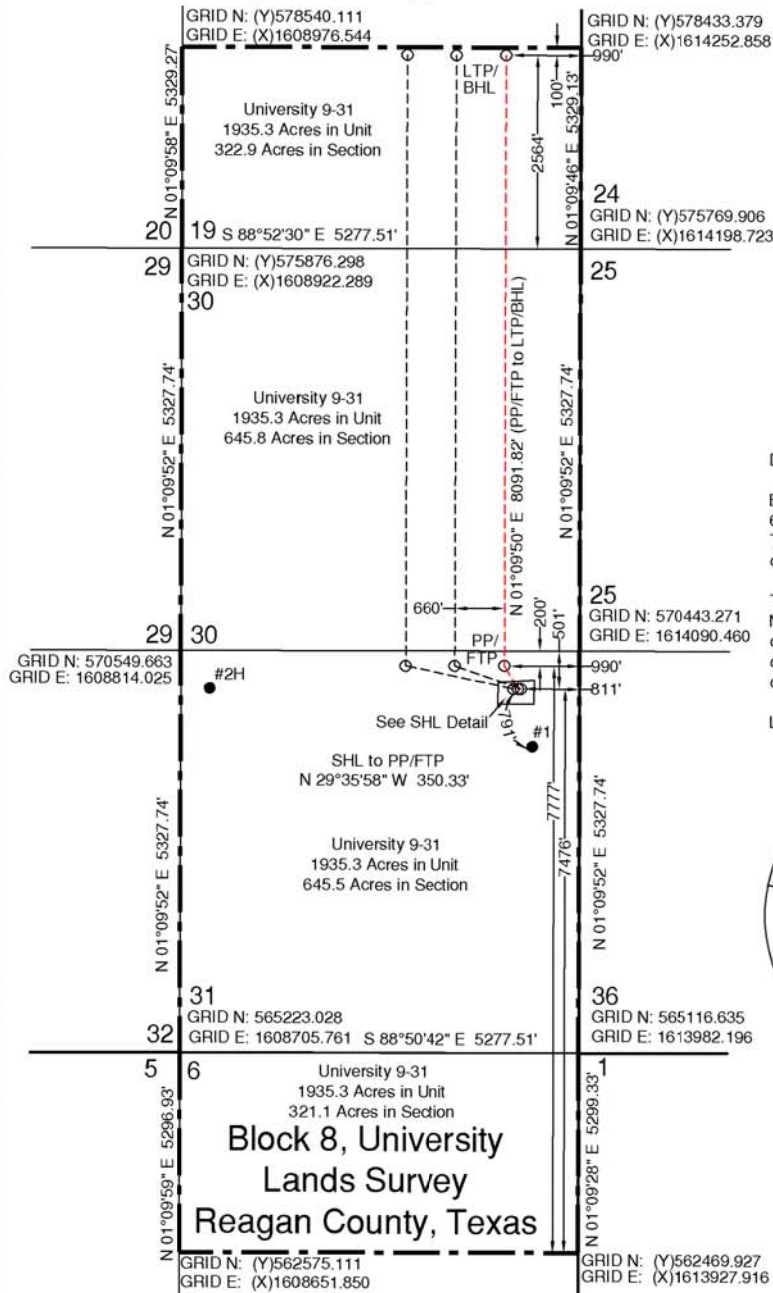 GRID N: (Y)578540.111
GRID E: (X)1608976.544
GRID N: (Y)578433.379
GRID E: (X)1614252.858
N 01°09'58" E 5329.27'
LTP/
BHL
990'
100'
2564'
N 01°09'46" E 5329.13'
University 9-31
1935.3 Acres in Unit
322.9 Acres in Section
24
GRID N: (Y)575769.906
GRID E: (X)1614198.723
20 19 S 88°52'30" E 5277.51'
29
GRID N: (Y)575876.298
GRID E: (X)1608922.289
30
25
N 01°09'52" E 5327.74'
University 9-31
1935.3 Acres in Unit
645.8 Acres in Section
N 01°09'50" E 8091.82' (PP/FTP to LTP/BHL)
N 01°09'52" E 5327.74'
660'
200'
501'
25
GRID N: 570443.271
GRID E: 1614090.460
29 30
PP/
FTP
990'
811'
GRID N: 570549.663
GRID E: 1608814.025
#2H
See SHL Detail
791'
#1
SHL to PP/FTP
N 29°35'58" W 350.33'
7777'
7476'
N 01°09'52" E 5327.74'
University 9-31
1935.3 Acres in Unit
645.5 Acres in Section
N 01°09'52" E 5327.74'
31
36
GRID N: 565223.028
GRID E: 1608705.761 S 88°50'42" E 5277.51'
GRID N: 565116.635
GRID E: 1613982.196
32
5 6
1
N 01°09'59" E 5296.93'
University 9-31
1935.3 Acres in Unit
321.1 Acres in Section
N 01°09'28" E 5299.33'
Block 8, University
Lands Survey
Reagan County, Texas
GRID N: (Y)562575.111
GRID E: (X)1608651.850
GRID N: (Y)562469.927
GRID E: (X)1613927.916